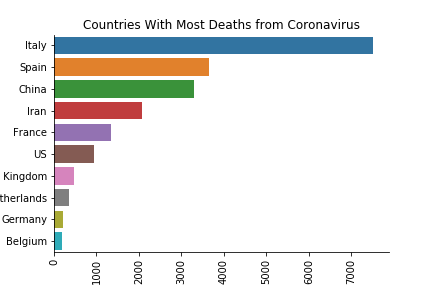 Countries With Most Deaths from Coronavirus
Italy
Spain
China
Iran
France
US
Kingdom
therlands
Germany
Belgium
0
1000
2000
3000
4000
5000
6000
7000